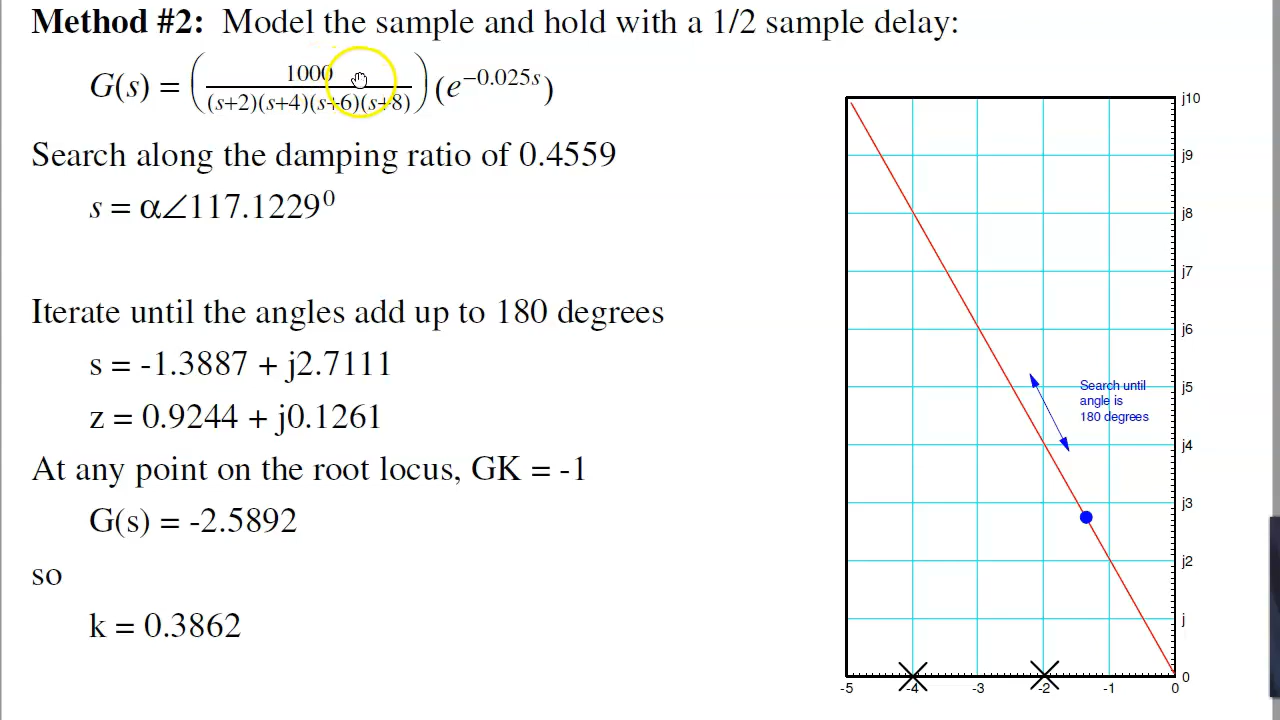 Method #2: Model the sample and hold with a 1/2 sample delay:
G(s) = (1000 / (s+2)(s+4)(s+6)(s+8)) (e^−0.025s)
Search along the damping ratio of 0.4559
s = α∠117.1229⁰
Iterate until the angles add up to 180 degrees
s = -1.3887 + j2.7111
z = 0.9244 + j0.1261
At any point on the root locus, GK = -1
G(s) = -2.5892
so
k = 0.3862
j10
j9
j8
j7
j6
Search until
angle is
180 degrees
j5
j4
j3
j2
j
0
-5 -4 -3 -2 -1 0